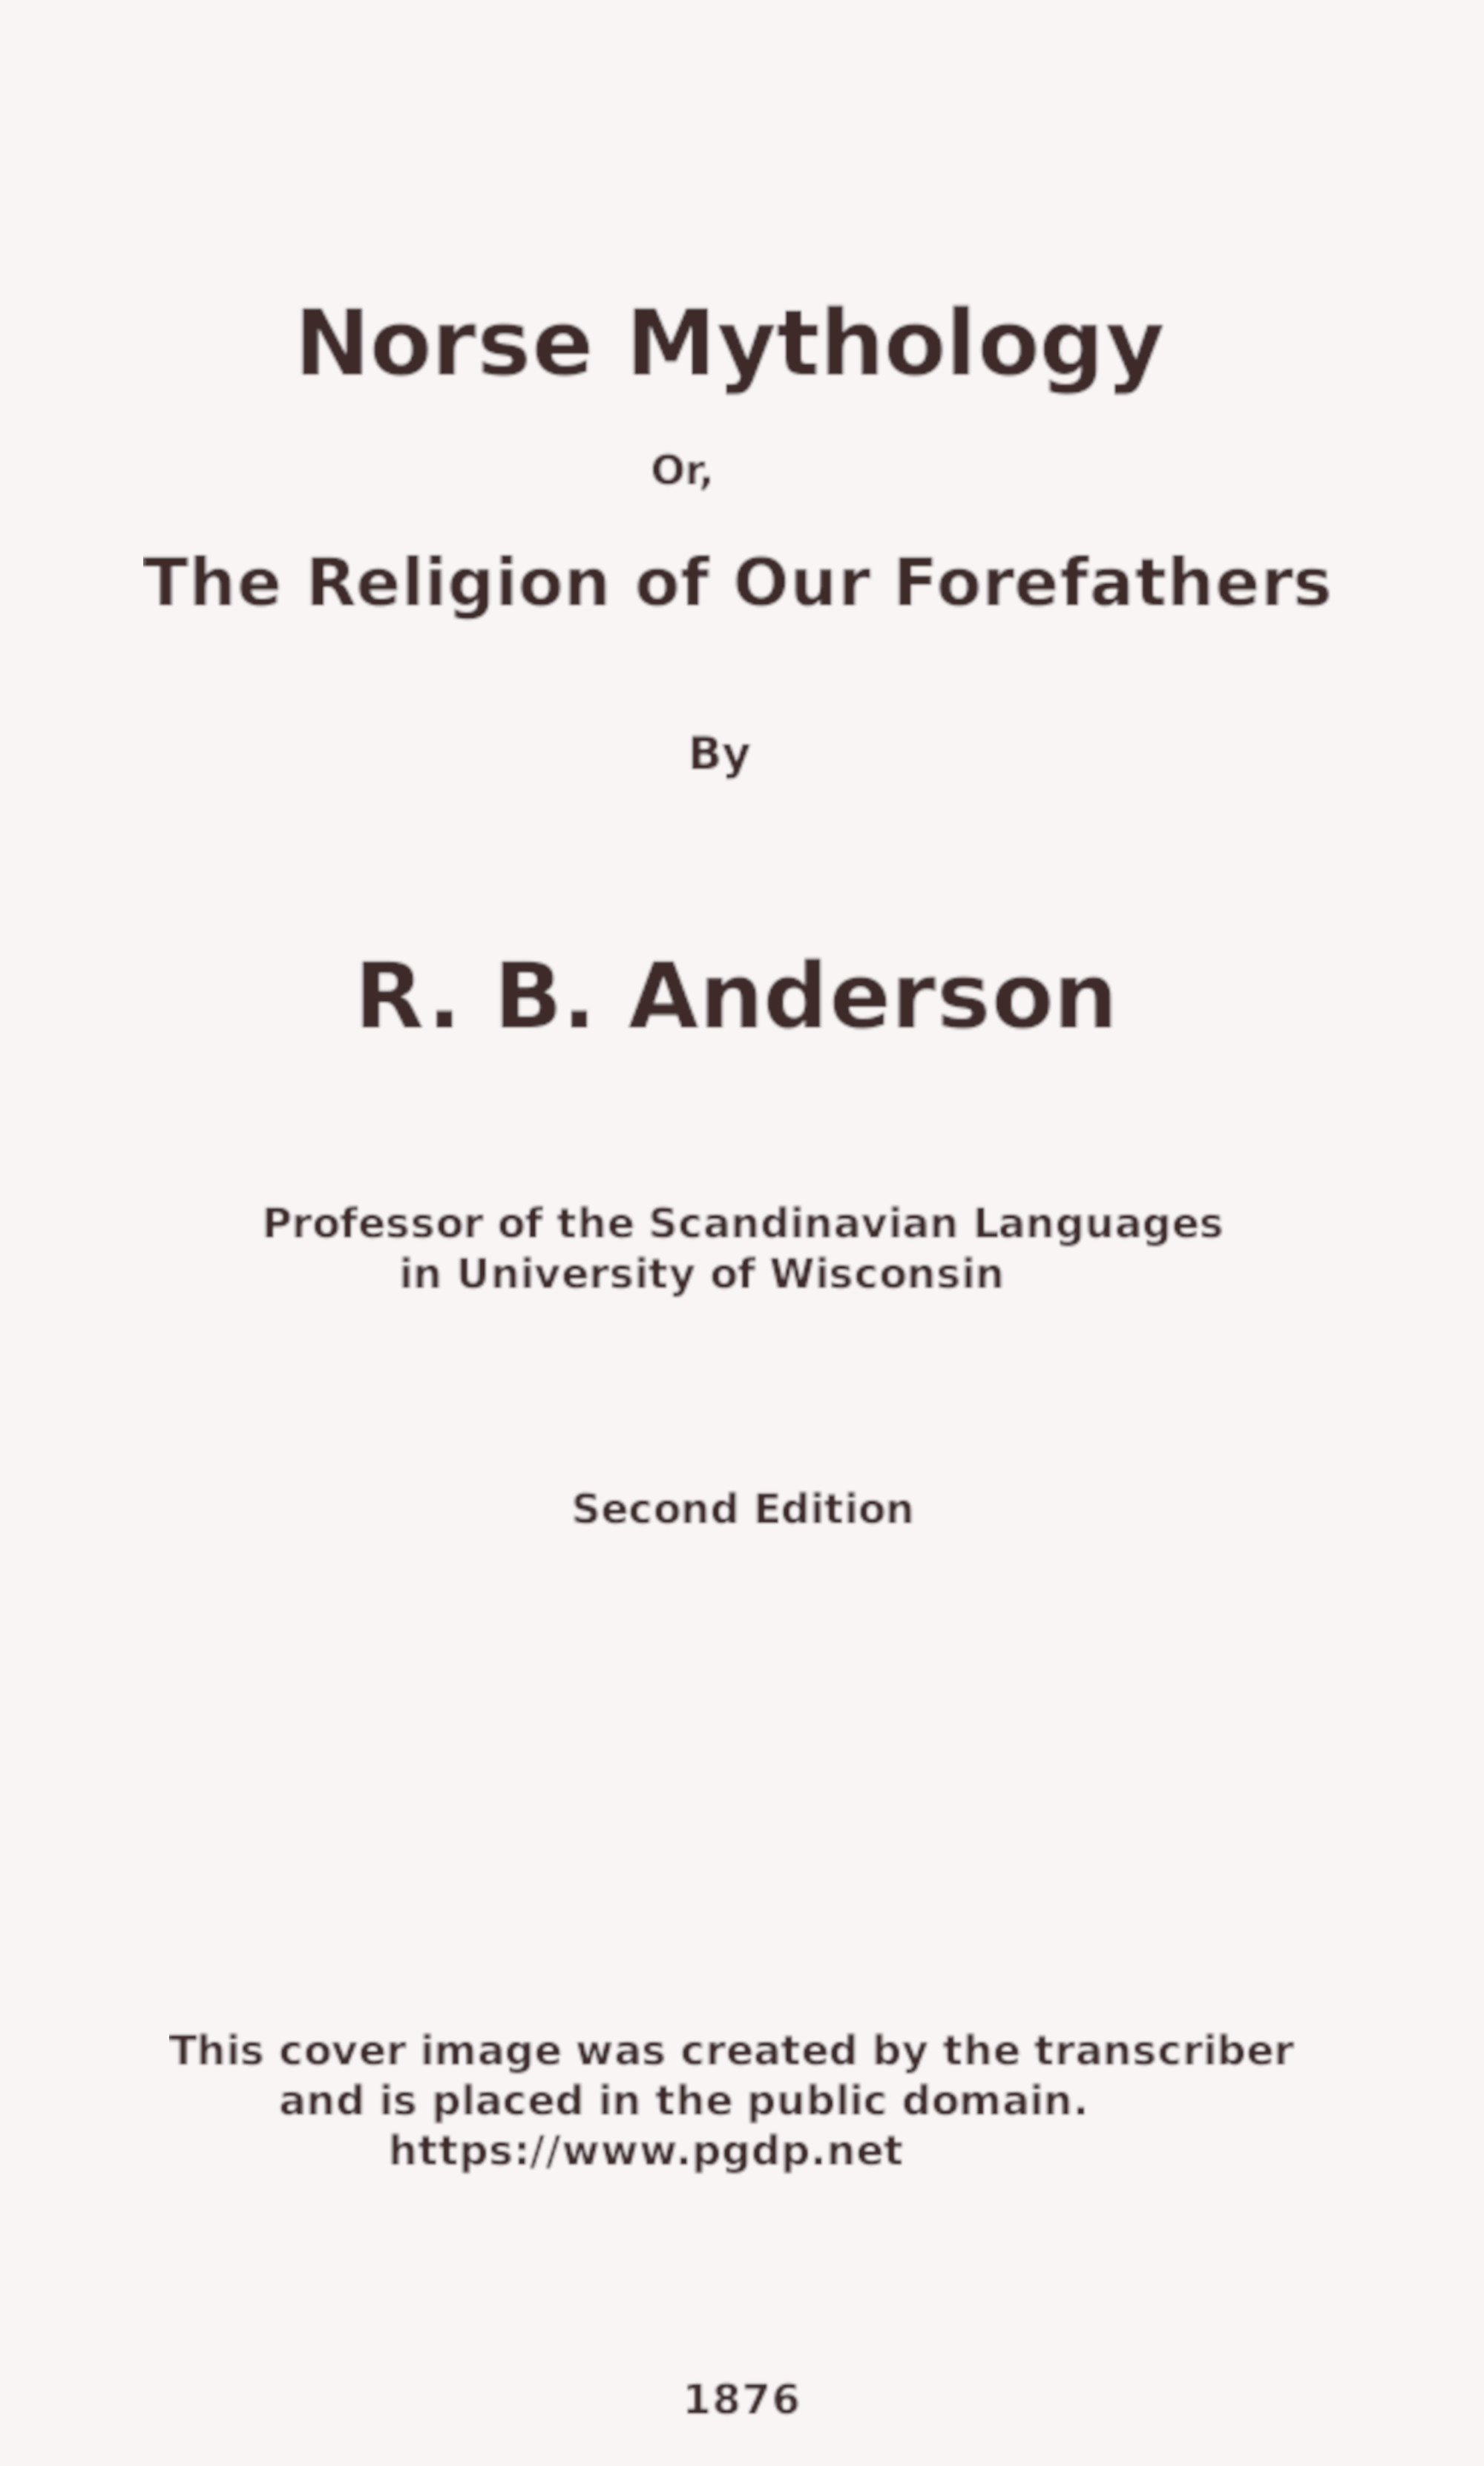 Norse Mythology
Or,
The Religion of Our Forefathers
By
R. B. Anderson
Professor of the Scandinavian Languages
in University of Wisconsin
Second Edition
This cover image was created by the transcriber
and is placed in the public domain.
https://www.pgdp.net
1876